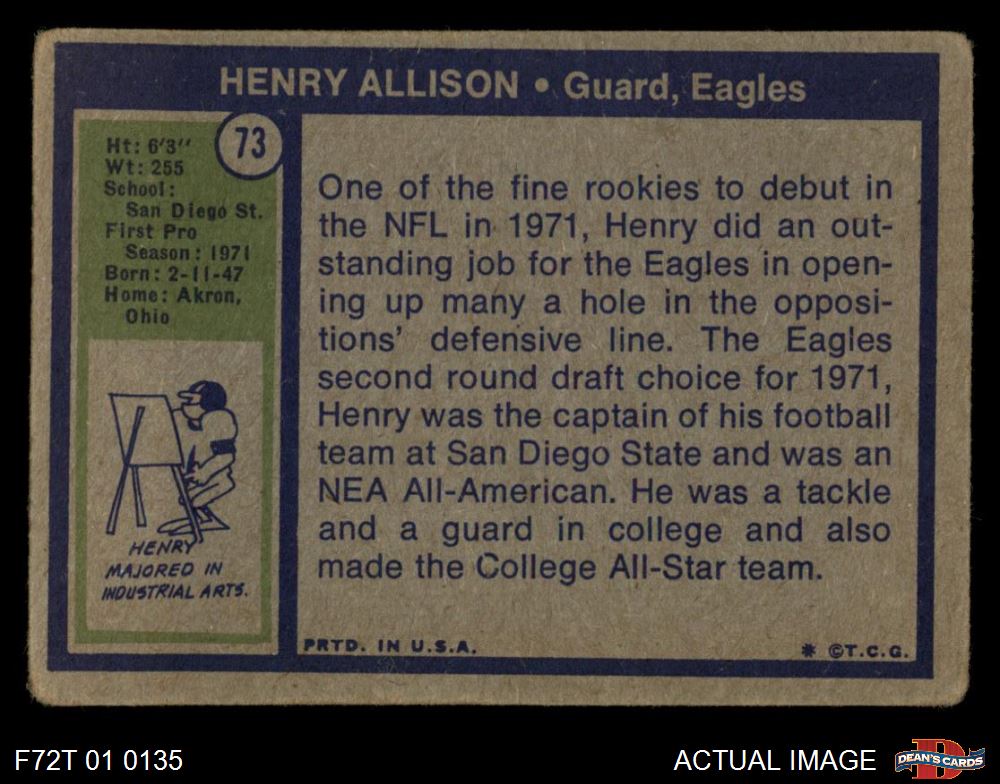 HENRY ALLISON • Guard, Eagles
73
Ht: 6'3''
Wt: 255
School:
San Diego St.
First Pro
Season: 1971
Born: 2-11-47
Home: Akron,
Ohio
HENRY
MAJORED IN
INDUSTRIAL ARTS.
One of the fine rookies to debut in
the NFL in 1971, Henry did an out-
standing job for the Eagles in open-
ing up many a hole in the opposi-
tions' defensive line. The Eagles
second round draft choice for 1971,
Henry was the captain of his football
team at San Diego State and was an
NEA All-American. He was a tackle
and a guard in college and also
made the College All-Star team.
PRTD. IN U.S.A.
* ©T.C.G.
F72T 01 0135
ACTUAL IMAGE
D
DEAN'S CARDS